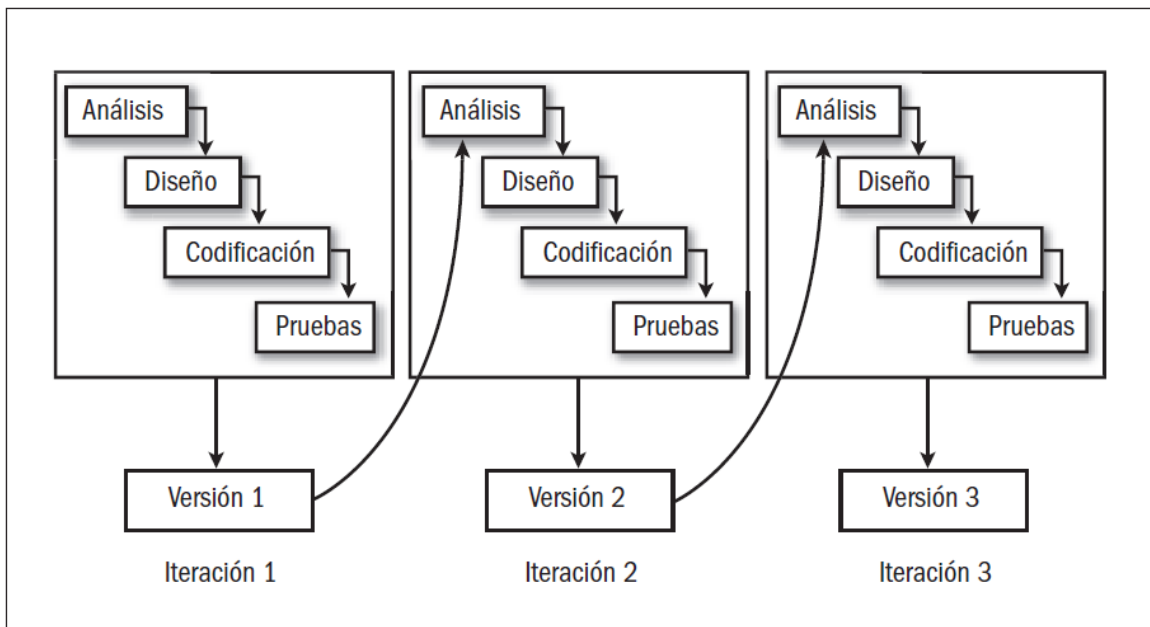 Análisis
Diseño
Codificación
Pruebas
Versión 1
Iteración 1
Análisis
Diseño
Codificación
Pruebas
Versión 2
Iteración 2
Análisis
Diseño
Codificación
Pruebas
Versión 3
Iteración 3